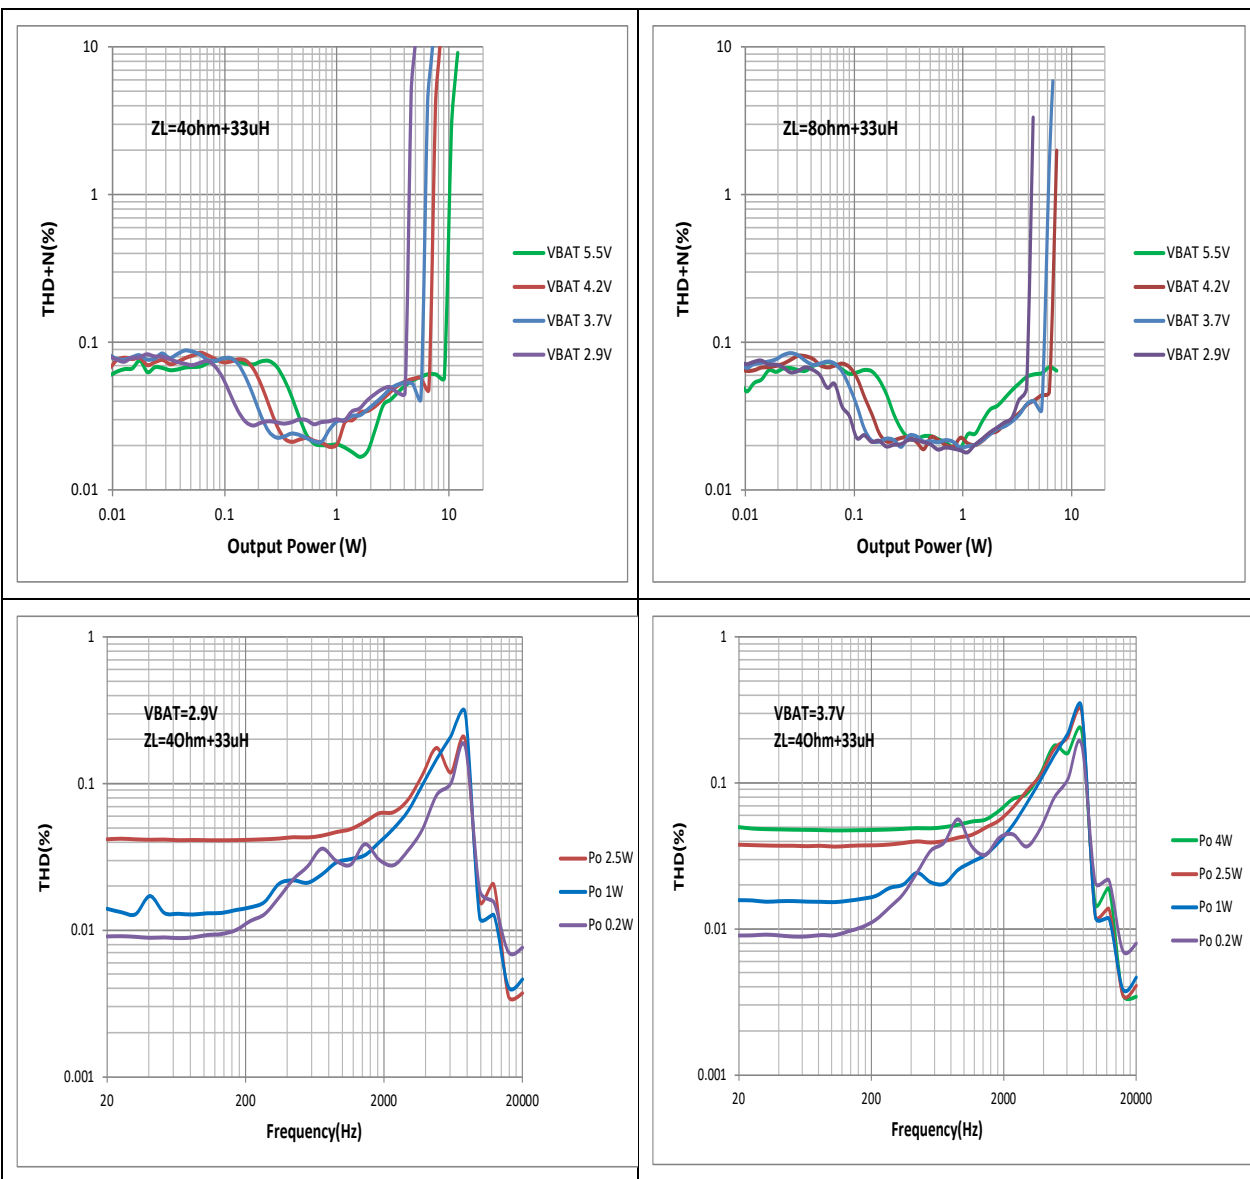 10
1
0.1
0.01
THD+N(%)
ZL=4ohm+33uH
0.01 0.1 1 10
Output Power (W)
VBAT 5.5V
VBAT 4.2V
VBAT 3.7V
VBAT 2.9V
10
1
0.1
0.01
THD+N(%)
ZL=8ohm+33uH
0.01 0.1 1 10
Output Power (W)
VBAT 5.5V
VBAT 4.2V
VBAT 3.7V
VBAT 2.9V
1
0.1
0.01
0.001
THD(%)
VBAT=2.9V
ZL=4Ohm+33uH
20 200 2000 20000
Frequency(Hz)
Po 2.5W
Po 1W
Po 0.2W
1
0.1
0.01
0.001
THD(%)
VBAT=3.7V
ZL=4Ohm+33uH
20 200 2000 20000
Frequency(Hz)
Po 4W
Po 2.5W
Po 1W
Po 0.2W